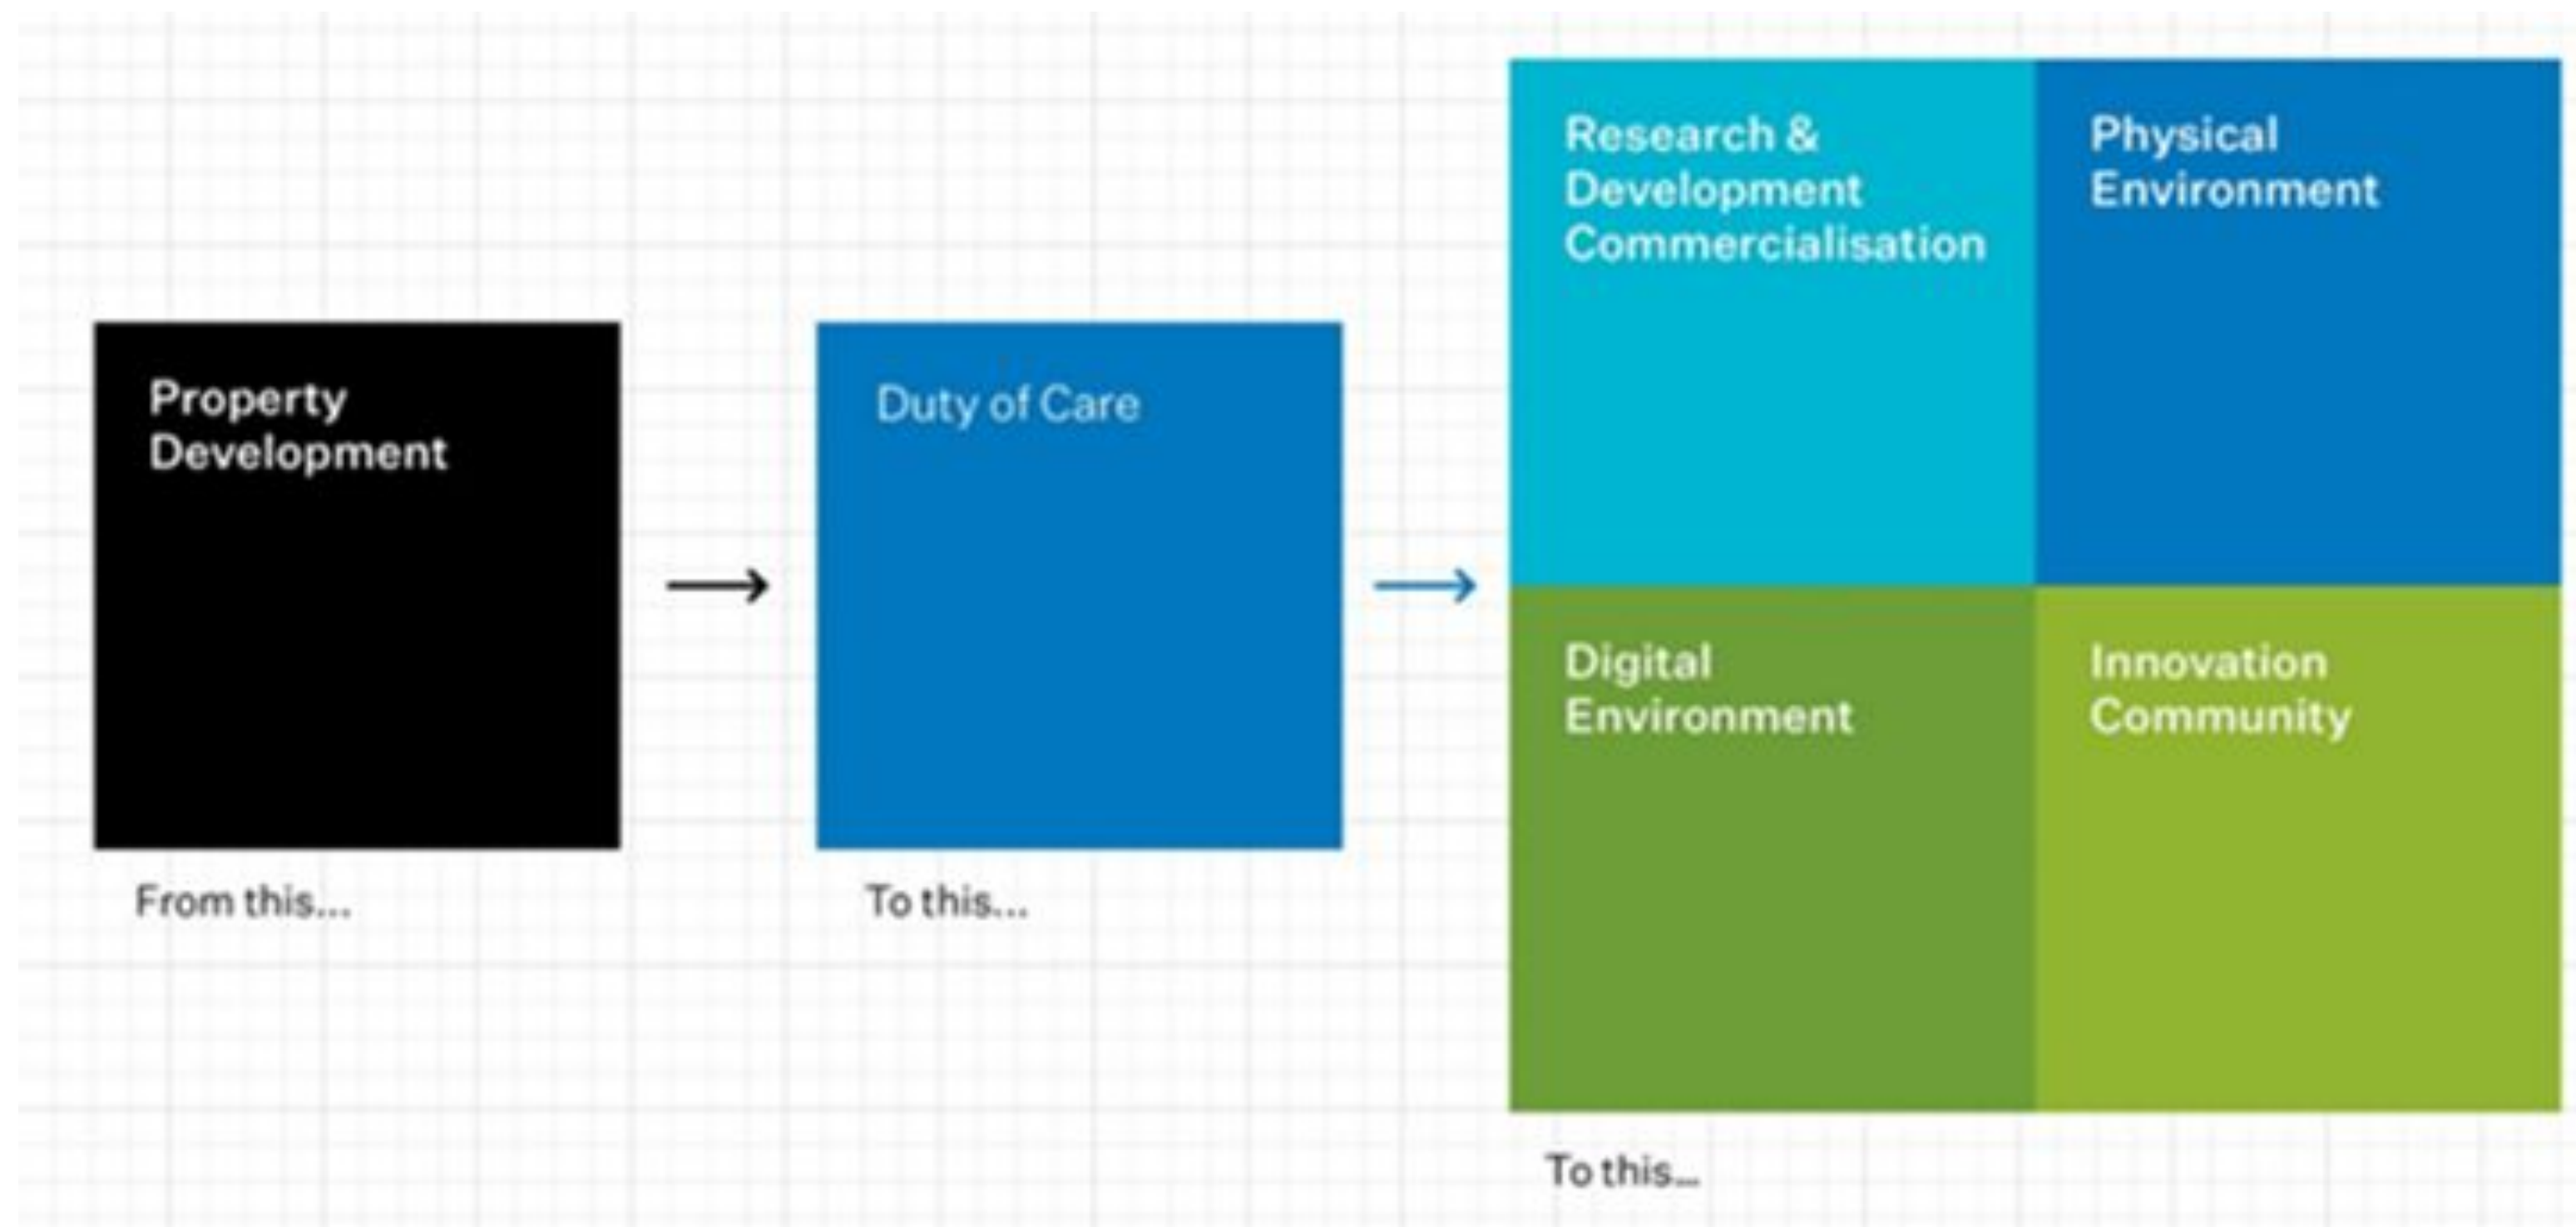 Property
Development
From this...
Duty of Care
To this...
Research &
Development
Commercialisation
Physical
Environment
Digital
Environment
Innovation
Community
To this...